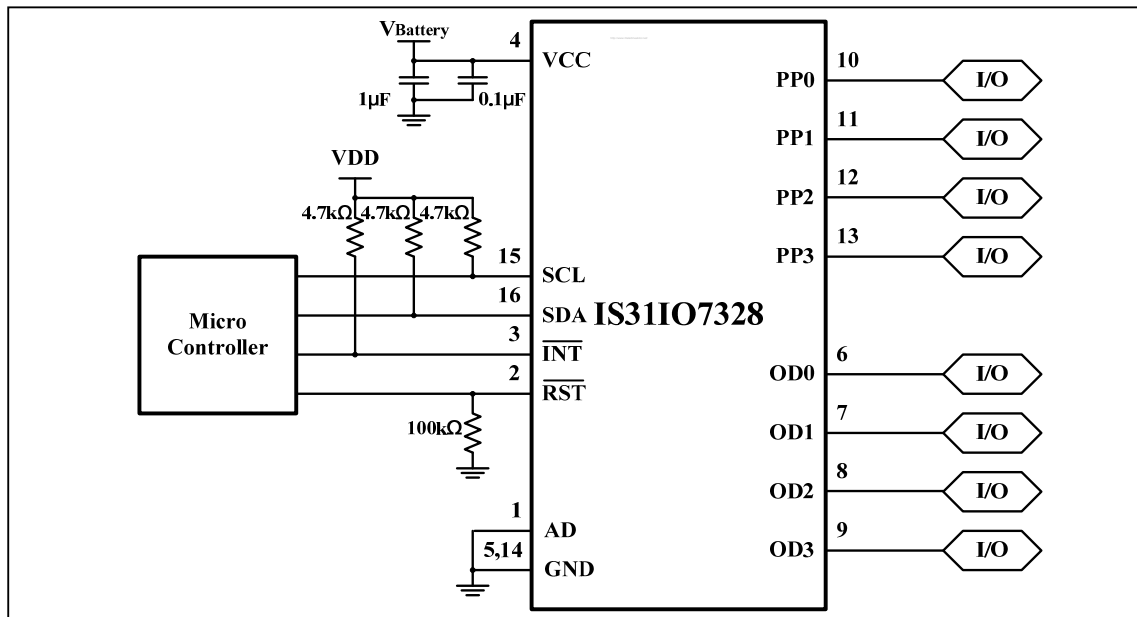 VBattery
4
VCC
1µF
0.1µF
VDD
4.7kΩ 4.7kΩ 4.7kΩ
Micro
Controller
15
SCL
16
SDA
3
INT
2
RST
100kΩ
1
AD
5,14
GND
IS31IO7328
PP0
10
I/O
PP1
11
I/O
PP2
12
I/O
PP3
13
I/O
OD0
6
I/O
OD1
7
I/O
OD2
8
I/O
OD3
9
I/O